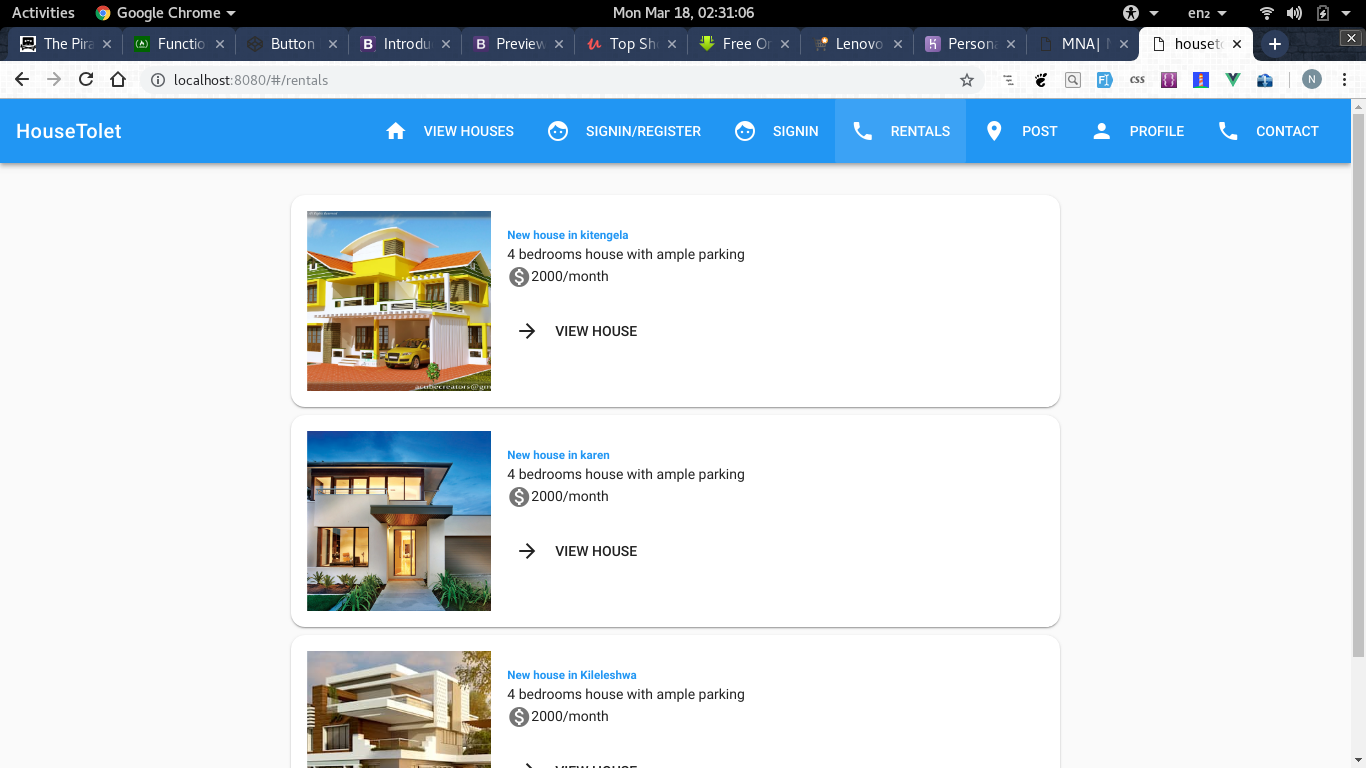 Activities Google Chrome Mon Mar 18, 02:31:06 en₂
The Pira Functio Button Introdu Preview Top Sho Free On Lenovo Persona MNA| houseto
localhost:8080/#/rentals CSS N
HouseTolet VIEW HOUSES SIGNIN/REGISTER SIGNIN RENTALS POST PROFILE CONTACT
New house in kitengela
4 bedrooms house with ample parking
2000/month
VIEW HOUSE
New house in karen
4 bedrooms house with ample parking
2000/month
VIEW HOUSE
New house in Kileleshwa
4 bedrooms house with ample parking
2000/month
VIEW HOUSE